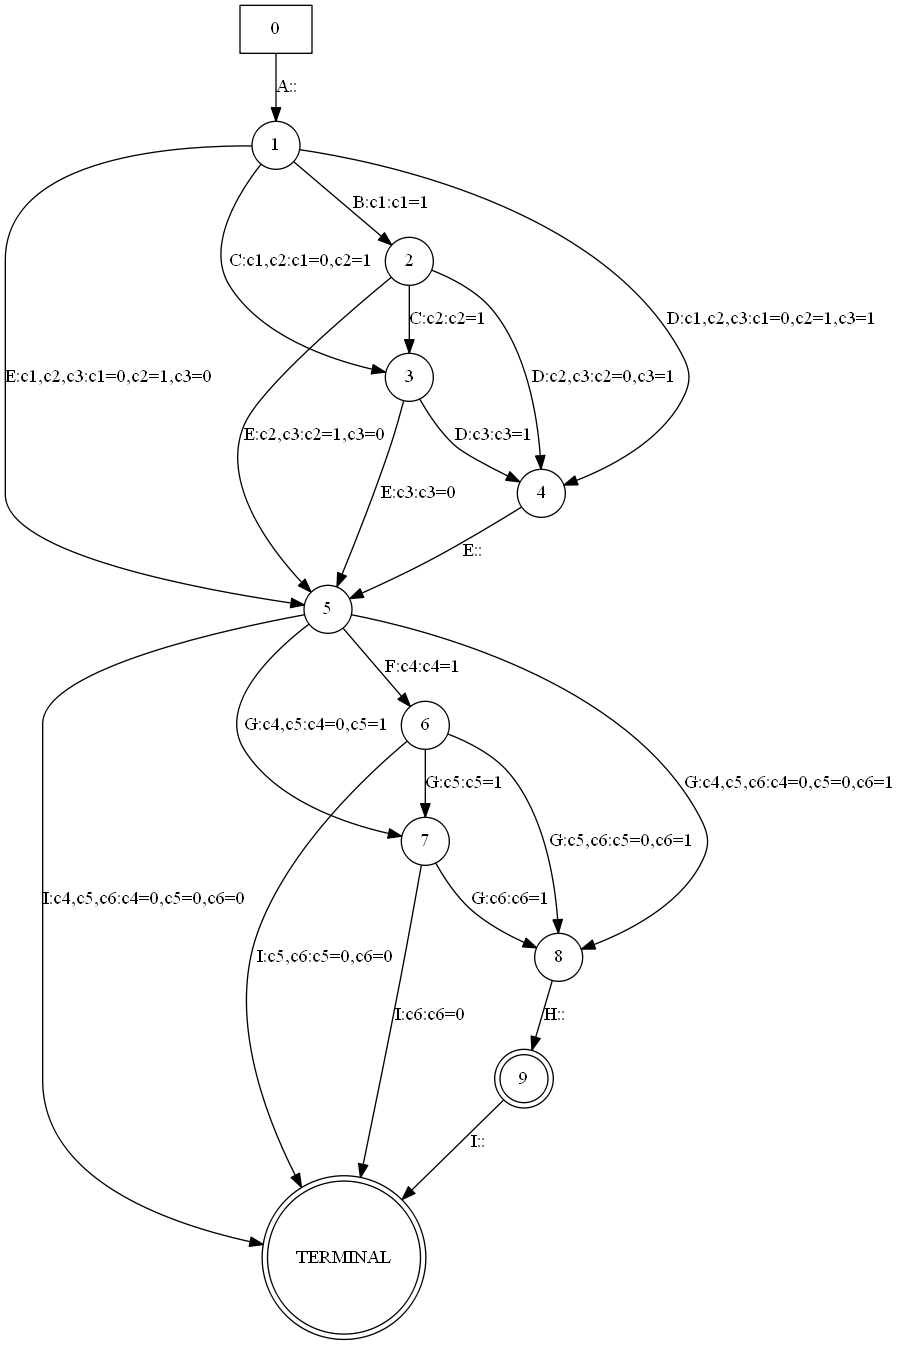 0
A::
1
B:c1:c1=1
2
C:c1,c2:c1=0,c2=1
C:c2:c2=1
D:c1,c2,c3:c1=0,c2=1,c3=1
E:c1,c2,c3:c1=0,c2=1,c3=0
3
D:c2,c3:c2=0,c3=1
E:c2,c3:c2=1,c3=0
D:c3:c3=1
E:c3:c3=0
4
E::
5
F:c4:c4=1
G:c4,c5:c4=0,c5=1
6
G:c5:c5=1
G:c4,c5,c6:c4=0,c5=0,c6=1
7
G:c5,c6:c5=0,c6=1
I:c4,c5,c6:c4=0,c5=0,c6=0
G:c6:c6=1
I:c5,c6:c5=0,c6=0
8
I:c6:c6=0
H::
9
I::
TERMINAL